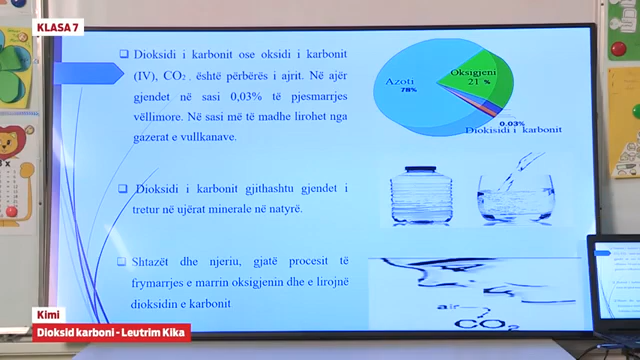 KLASA 7
Dioksidi i karbonit ose oksidi i karbonit
(IV), CO2 , është përbërës i ajrit. Në ajër
gjendet në sasi 0,03% të pjesmarrjes
vëllimore. Në sasi më të madhe lirohet nga
gazerat e vullkanave.
Azoti
78%
Oksigjeni
21 %
0.03%
Diokisidi i karbonit
Dioksidi i karbonit gjithashtu gjendet i
tretur në ujërat minerale në natyrë.
Shtazët dhe njeriu, gjatë procesit të
frymarrjes e marrin oksigjenin dhe e lirojnë
dioksidin e karbonit
air
CO2
Kimi
Dioksid karboni - Leutrim Kika